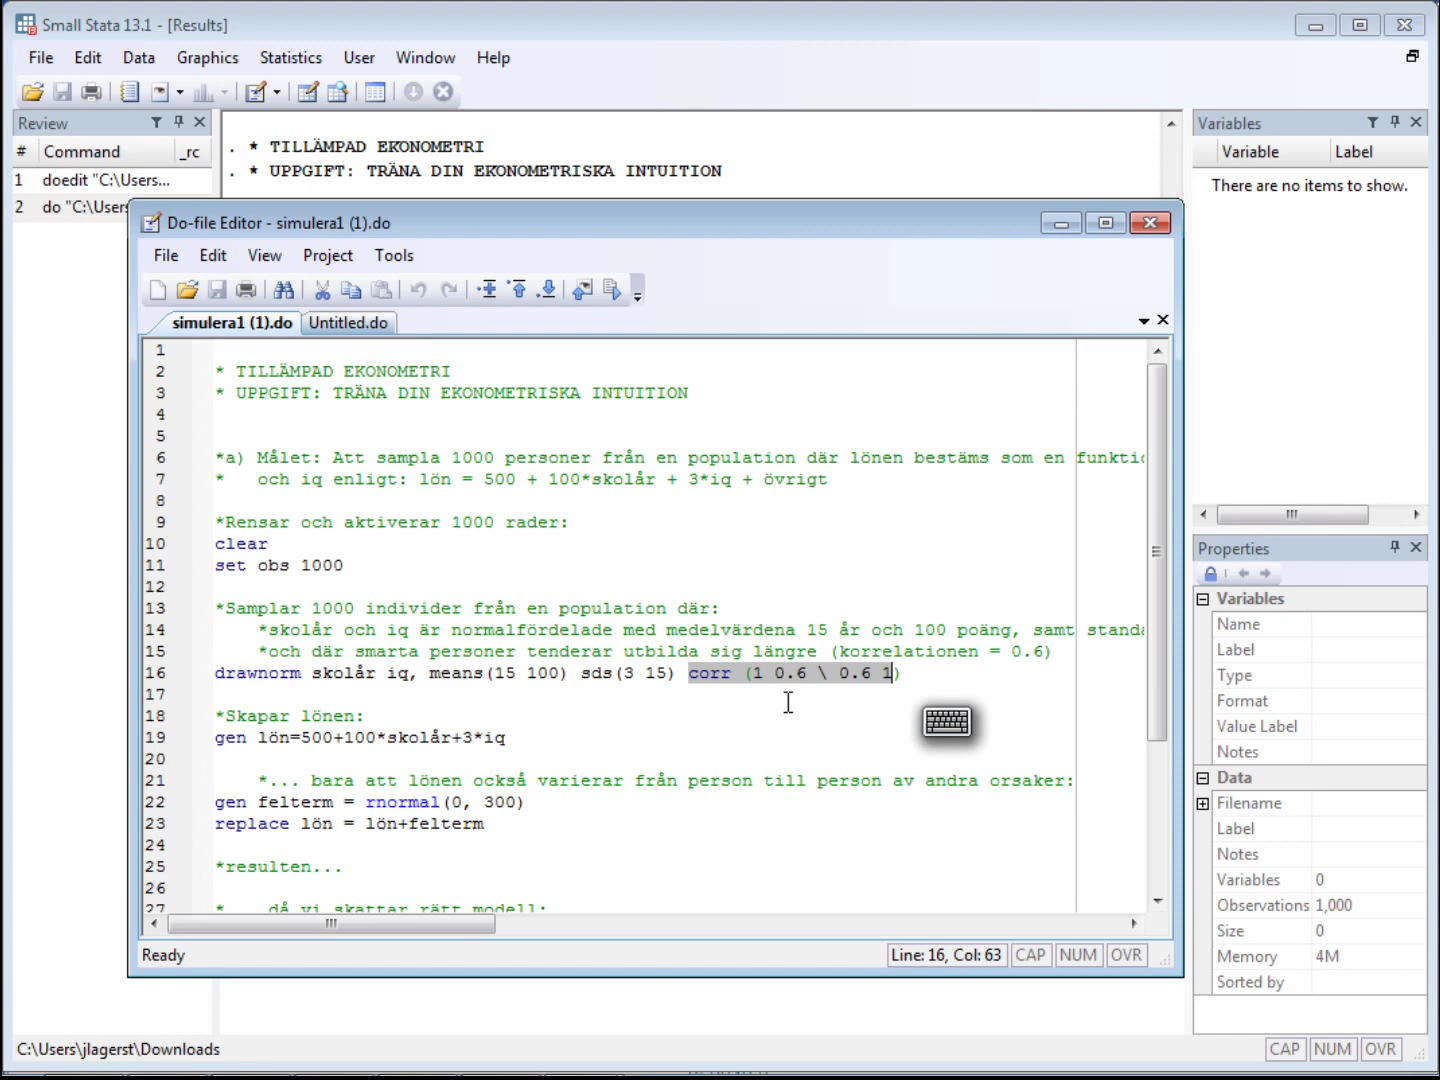 Small Stata 13.1 - [Results]
File Edit Data Graphics Statistics User Window Help
Review
# Command _rc
1 doedit "C:\Users...
2 do "C:\Users
. * TILLÄMPAD EKONOMETRI
. * UPPGIFT: TRÄNA DIN EKONOMETRISKA INTUITION
Variables
Variable Label
There are no items to show.
Do-file Editor - simulera1 (1).do
File Edit View Project Tools
simulera1 (1).do Untitled.do
1
2 * TILLÄMPAD EKONOMETRI
3 * UPPGIFT: TRÄNA DIN EKONOMETRISKA INTUITION
4
5
6 *a) Målet: Att sampla 1000 personer från en population där lönen bestäms som en funktio
7 * och iq enligt: lön = 500 + 100*skolår + 3*iq + övrigt
8
9 *Rensar och aktiverar 1000 rader:
10 clear
11 set obs 1000
12
13 *Samplar 1000 individer från en population där:
14 *skolår och iq är normalfördelade med medelvärdena 15 år och 100 poäng, samt standa
15 *och där smarta personer tenderar utbilda sig längre (korrelationen = 0.6)
16 drawnorm skolår iq, means(15 100) sds(3 15) corr (1 0.6 \ 0.6 1)
17
18 *Skapar lönen:
19 gen lön=500+100*skolår+3*iq
20
21 *... bara att lönen också varierar från person till person av andra orsaker:
22 gen felterm = rnormal(0, 300)
23 replace lön = lön+felterm
24
25 *resulten...
26
27 * ...då vi skattar rätt modell:
Ready
Line: 16, Col: 63 CAP NUM OVR
Properties
Variables
Name
Label
Type
Format
Value Label
Notes
Data
Filename
Label
Notes
Variables 0
Observations 1,000
Size 0
Memory 4M
Sorted by
C:\Users\jlagerst\Downloads
CAP NUM OVR